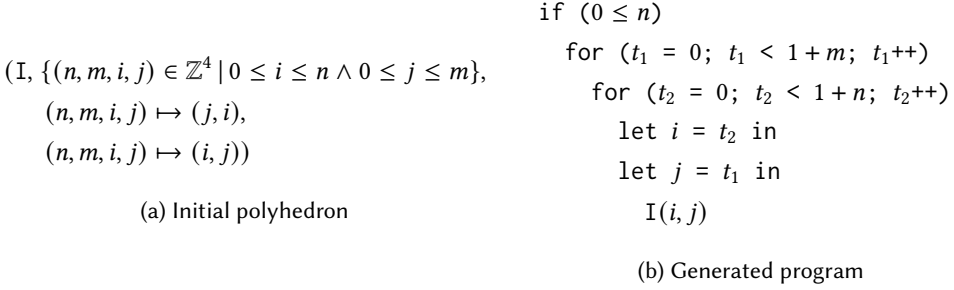 (I, {(n, m, i, j) ∈ ℤ⁴ | 0 ≤ i ≤ n ∧ 0 ≤ j ≤ m},
(n, m, i, j) ↦ (j, i),
(n, m, i, j) ↦ (i, j))
(a) Initial polyhedron
if (0 ≤ n)
for (t₁ = 0; t₁ < 1 + m; t₁++)
for (t₂ = 0; t₂ < 1 + n; t₂++)
let i = t₂ in
let j = t₁ in
I(i, j)
(b) Generated program